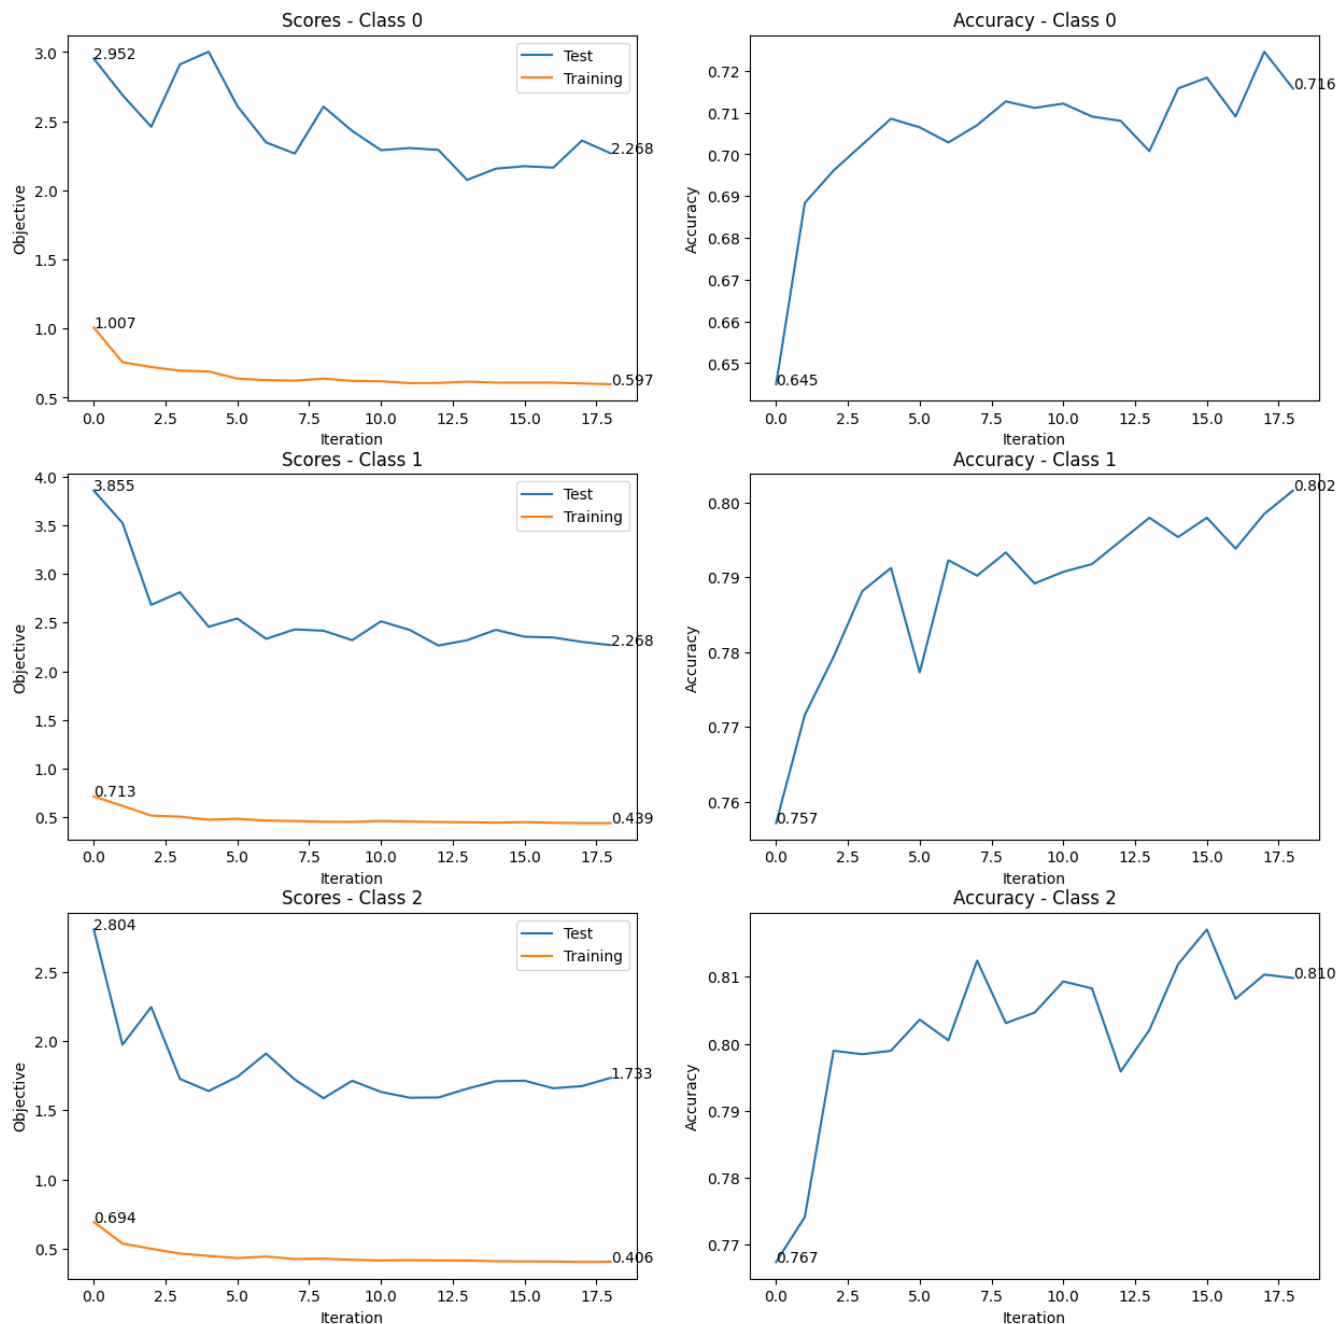 Scores - Class 0
3.0
2.5
2.0
1.5
1.0
0.5
Objective
2.952
2.268
1.007
0.597
Test
Training
0.0 2.5 5.0 7.5 10.0 12.5 15.0 17.5
Iteration
Accuracy - Class 0
0.72
0.71
0.70
0.69
0.68
0.67
0.66
0.65
Accuracy
0.716
0.645
0.0 2.5 5.0 7.5 10.0 12.5 15.0 17.5
Iteration
Scores - Class 1
4.0
3.5
3.0
2.5
2.0
1.5
1.0
0.5
Objective
3.855
2.268
0.713
0.439
Test
Training
0.0 2.5 5.0 7.5 10.0 12.5 15.0 17.5
Iteration
Accuracy - Class 1
0.80
0.79
0.78
0.77
0.76
Accuracy
0.802
0.757
0.0 2.5 5.0 7.5 10.0 12.5 15.0 17.5
Iteration
Scores - Class 2
2.5
2.0
1.5
1.0
0.5
Objective
2.804
1.733
0.694
0.406
Test
Training
0.0 2.5 5.0 7.5 10.0 12.5 15.0 17.5
Iteration
Accuracy - Class 2
0.81
0.80
0.79
0.78
0.77
Accuracy
0.810
0.767
0.0 2.5 5.0 7.5 10.0 12.5 15.0 17.5
Iteration